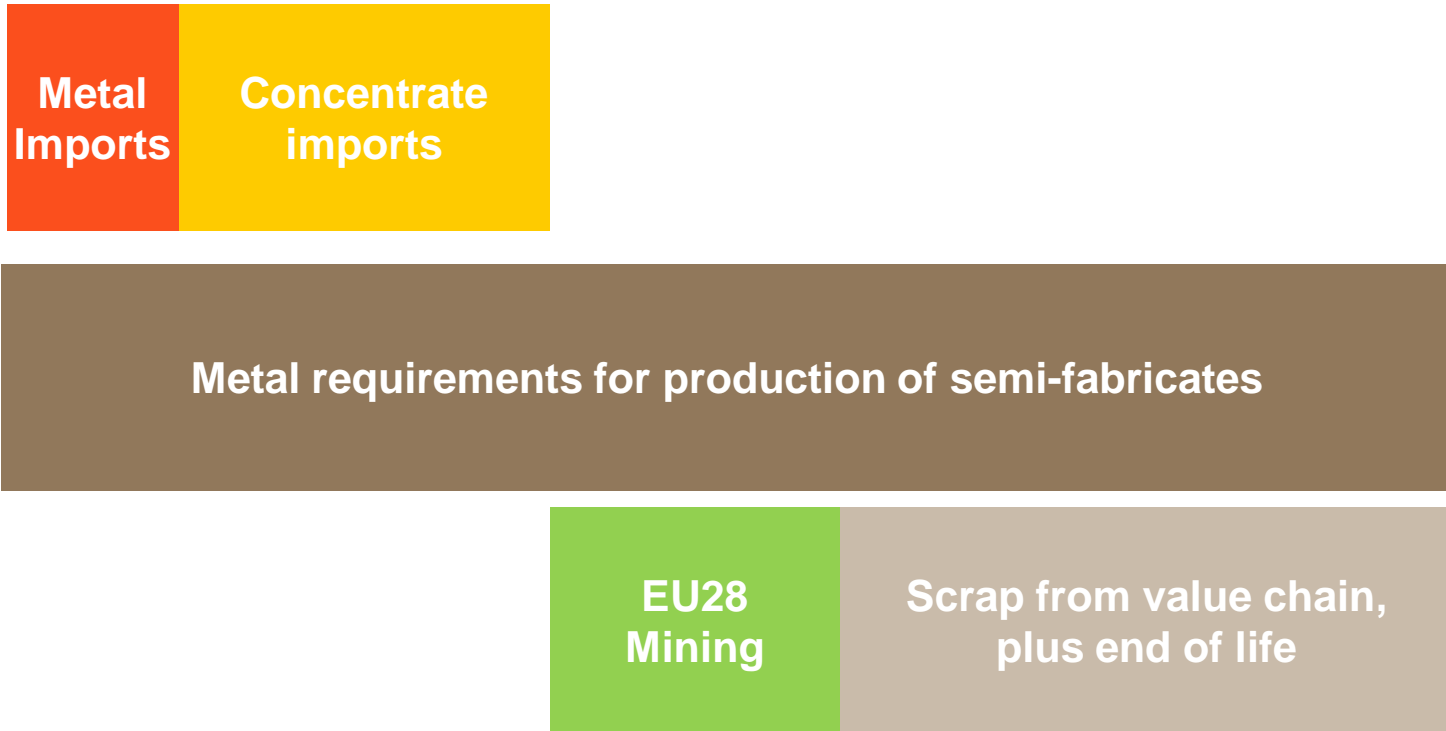 Metal
Imports
Concentrate
imports
Metal requirements for production of semi-fabricates
EU28
Mining
Scrap from value chain,
plus end of life